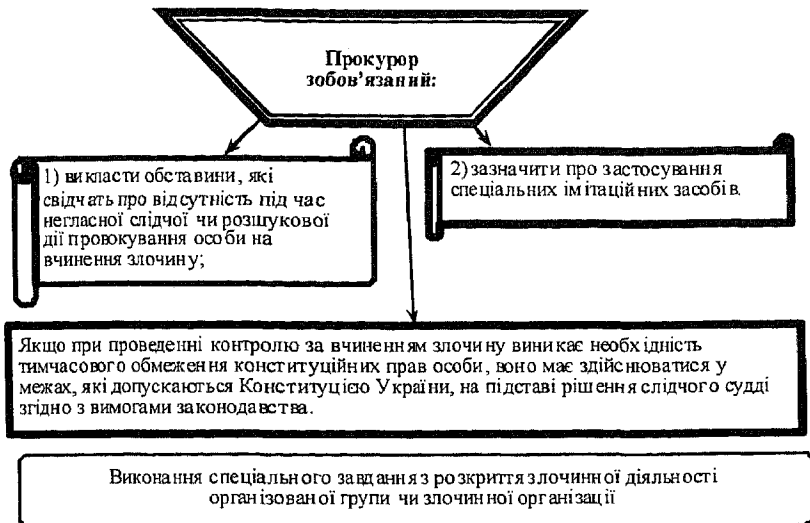 Прокурор
зобов’язаний:
1) викласти обставини, які
свідчать про відсутність під час
негласної слідчої чи розшукової
дії провокування особи на
вчинення злочину;
2) зазначити про застосування
спеціальних імітаційних засобів.
Якщо при проведенні контролю за вчиненням злочину виникає необхідність
тимчасового обмеження конституційних прав особи, воно має здійснюватися у
межах, які допускаються Конституцією України, на підставі рішення слідчого судді
згідно з вимогами законодавства.
Виконання спеціального завдання з розкриття злочинної діяльності
організованої групи чи злочинної організації